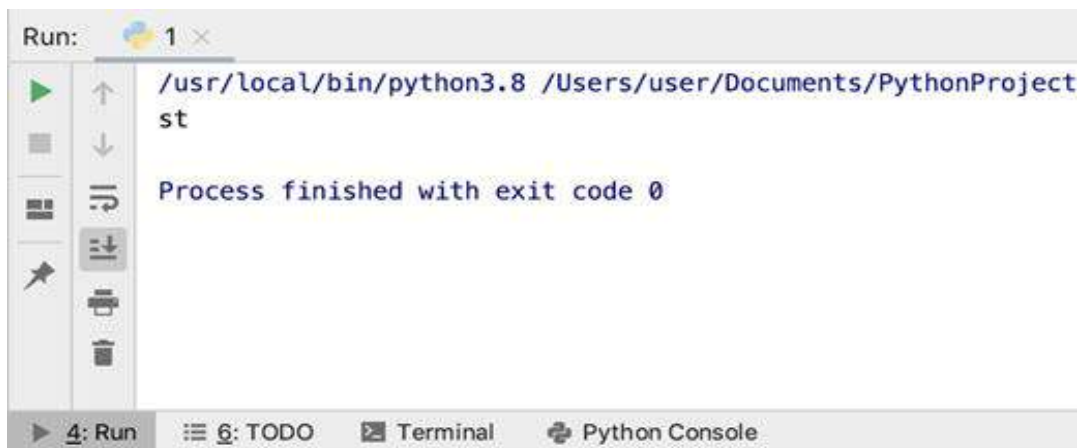 Run: 1
/usr/local/bin/python3.8 /Users/user/Documents/PythonProject
st
Process finished with exit code 0
4: Run 6: TODO Terminal Python Console